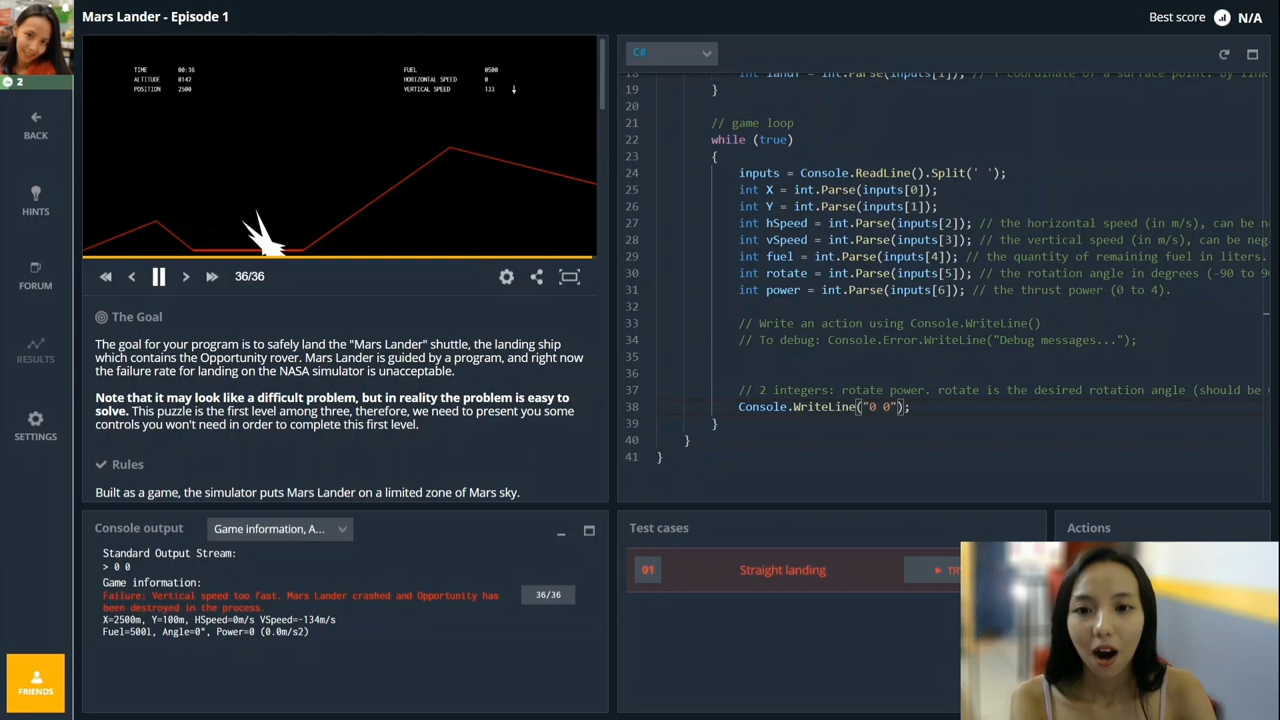 Mars Lander - Episode 1
Best score
N/A
2
BACK
HINTS
FORUM
RESULTS
SETTINGS
FRIENDS
TIME 00:36
ALTITUDE 0142
POSITION 2500
FUEL 0500
HORIZONTAL SPEED 0
VERTICAL SPEED 133
36/36
The Goal
The goal for your program is to safely land the "Mars Lander" shuttle, the landing
ship which contains the Opportunity rover. Mars Lander is guided by a program, and right now
the failure rate for landing on the NASA simulator is unacceptable.
Note that it may look like a difficult problem, but in reality the problem is easy to
solve. This puzzle is the first level among three, therefore, we need to present you some
controls you won't need in order to complete this first level.
Rules
Built as a game, the simulator puts Mars Lander on a limited zone of Mars sky.
C#
18 int landY = int.Parse(inputs[1]); // Y coordinate of a surface point. by link
19 }
20
21 // game loop
22 while (true)
23 {
24 inputs = Console.ReadLine().Split(' ');
25 int X = int.Parse(inputs[0]);
26 int Y = int.Parse(inputs[1]);
27 int hSpeed = int.Parse(inputs[2]); // the horizontal speed (in m/s), can be ne
28 int vSpeed = int.Parse(inputs[3]); // the vertical speed (in m/s), can be neg
29 int fuel = int.Parse(inputs[4]); // the quantity of remaining fuel in liters.
30 int rotate = int.Parse(inputs[5]); // the rotation angle in degrees (-90 to 90
31 int power = int.Parse(inputs[6]); // the thrust power (0 to 4).
32
33 // Write an action using Console.WriteLine()
34 // To debug: Console.Error.WriteLine("Debug messages...");
35
36
37 // 2 integers: rotate power. rotate is the desired rotation angle (should be
38 Console.WriteLine("0 0");
39 }
40 }
41 }
Console output
Game information, A...
Standard Output Stream:
> 0 0
Game information:
Failure: Vertical speed too fast. Mars Lander crashed and Opportunity has
been destroyed in the process.
X=2500m, Y=100m, HSpeed=0m/s VSpeed=-134m/s
Fuel=500l, Angle=0°, Power=0 (0.0m/s2)
36/36
Test cases
01 Straight landing
Actions